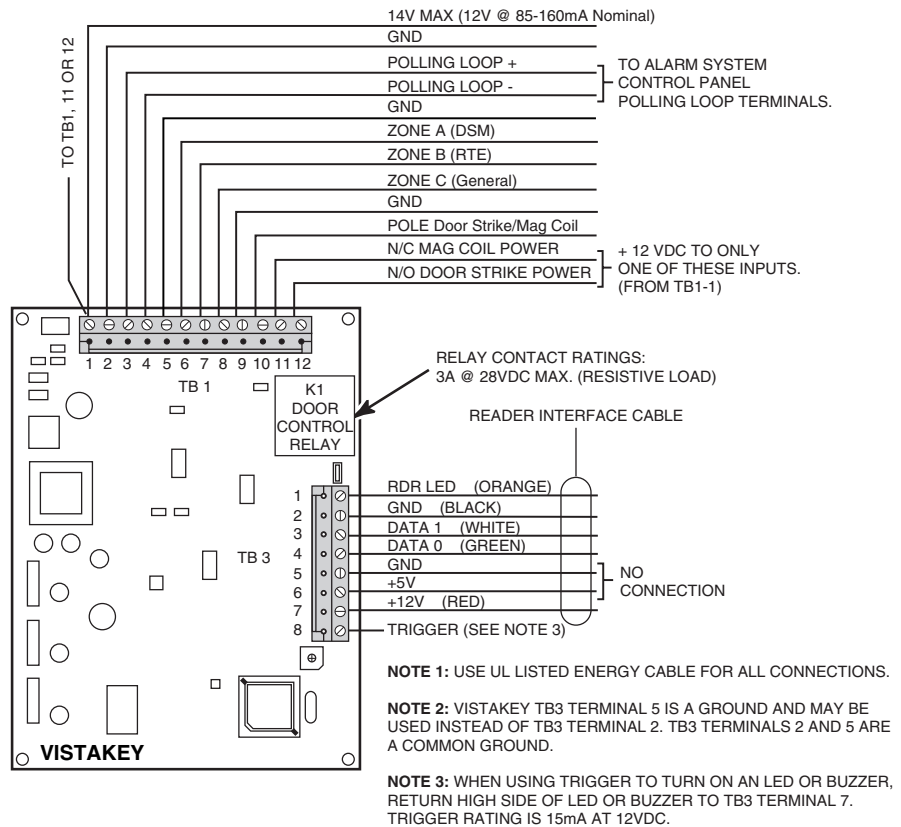 14V MAX (12V @ 85-160mA Nominal)
GND
POLLING LOOP +
POLLING LOOP -
TO ALARM SYSTEM
CONTROL PANEL
POLLING LOOP TERMINALS.
GND
ZONE A (DSM)
ZONE B (RTE)
ZONE C (General)
GND
POLE Door Strike/Mag Coil
N/C MAG COIL POWER
N/O DOOR STRIKE POWER
+ 12 VDC TO ONLY
ONE OF THESE INPUTS.
(FROM TB1-1)
TO TB1, 11 OR 12
1 2 3 4 5 6 7 8 9 10 11 12
TB 1
K1
DOOR
CONTROL
RELAY
RELAY CONTACT RATINGS:
3A @ 28VDC MAX. (RESISTIVE LOAD)
READER INTERFACE CABLE
TB 3
1 RDR LED (ORANGE)
2 GND (BLACK)
3 DATA 1 (WHITE)
4 DATA 0 (GREEN)
5 GND
6 +5V
7 +12V (RED)
8 TRIGGER (SEE NOTE 3)
NO
CONNECTION
VISTAKEY
NOTE 1: USE UL LISTED ENERGY CABLE FOR ALL CONNECTIONS.
NOTE 2: VISTAKEY TB3 TERMINAL 5 IS A GROUND AND MAY BE
USED INSTEAD OF TB3 TERMINAL 2. TB3 TERMINALS 2 AND 5 ARE
A COMMON GROUND.
NOTE 3: WHEN USING TRIGGER TO TURN ON AN LED OR BUZZER,
RETURN HIGH SIDE OF LED OR BUZZER TO TB3 TERMINAL 7.
TRIGGER RATING IS 15mA AT 12VDC.